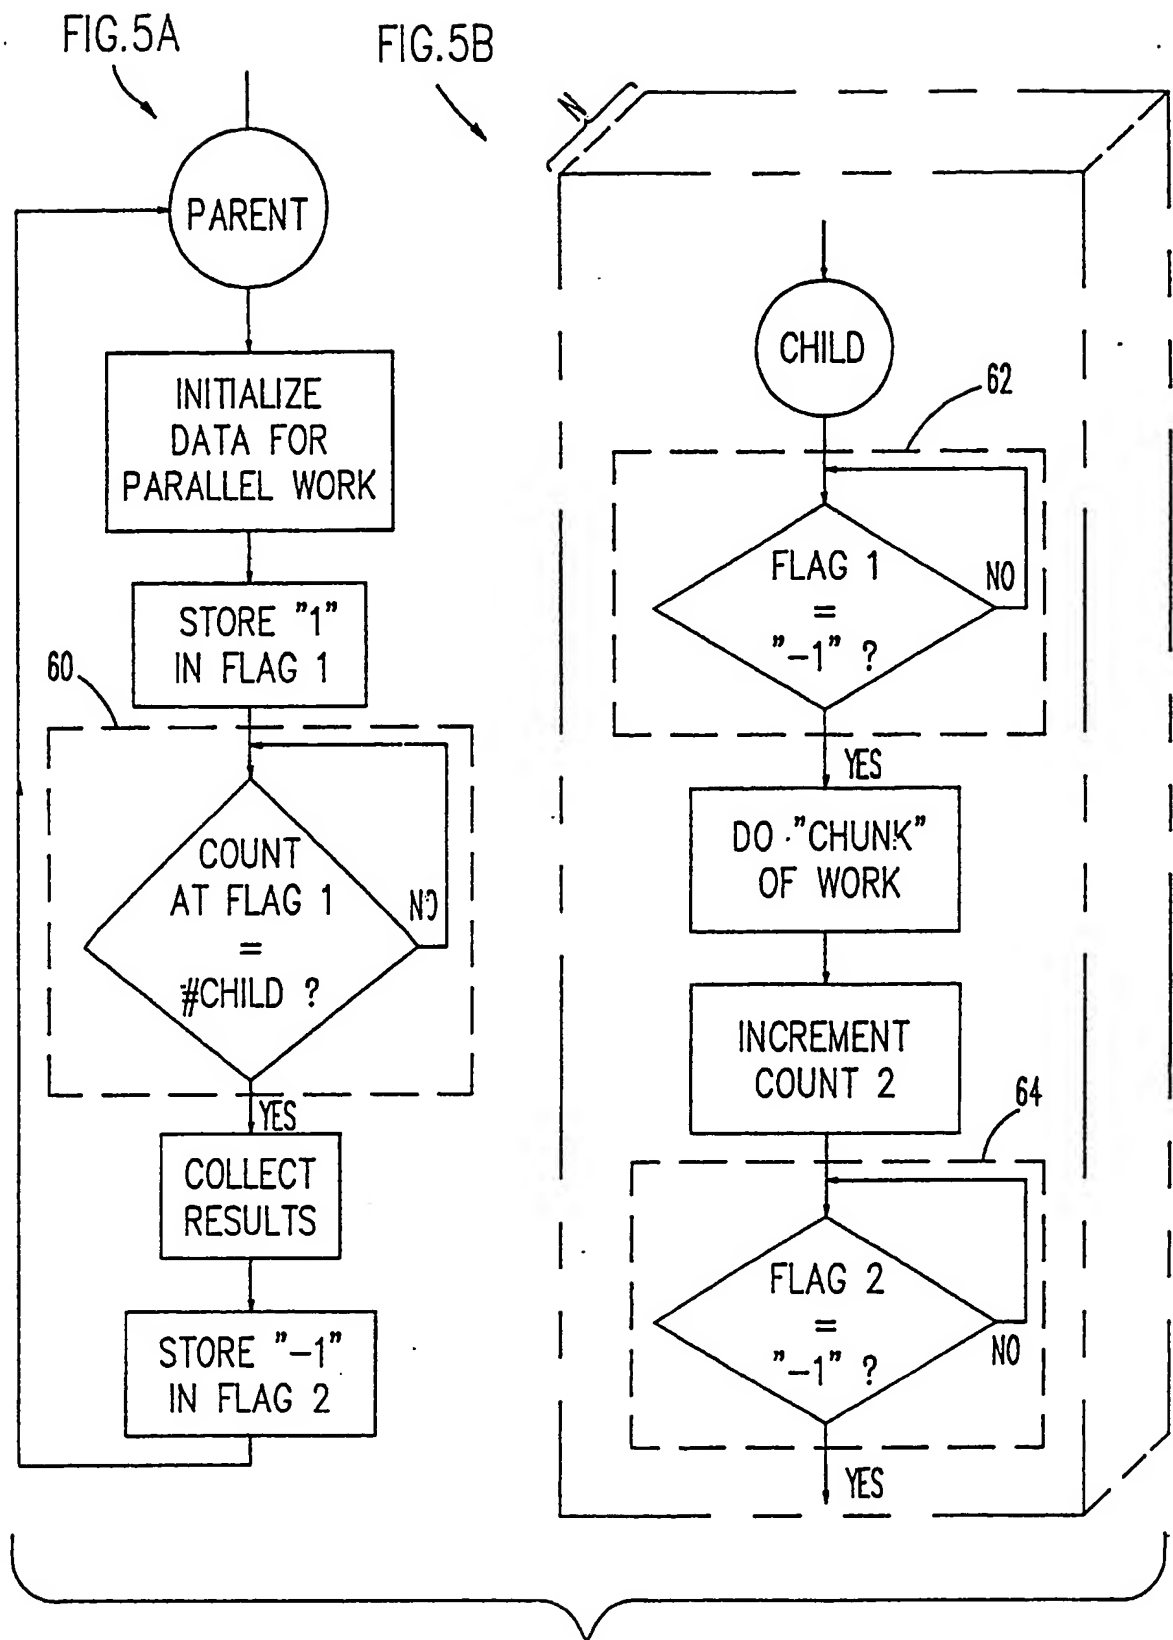 FIG.5A
PARENT
INITIALIZE
DATA FOR
PARALLEL WORK
STORE "1"
IN FLAG 1
60
COUNT
AT FLAG 1
=
#CHILD ?
NO
YES
COLLECT
RESULTS
STORE "-1"
IN FLAG 2
FIG.5B
N
CHILD
62
FLAG 1
=
"-1" ?
NO
YES
DO "CHUNK"
OF WORK
INCREMENT
COUNT 2
64
FLAG 2
=
"-1" ?
NO
YES